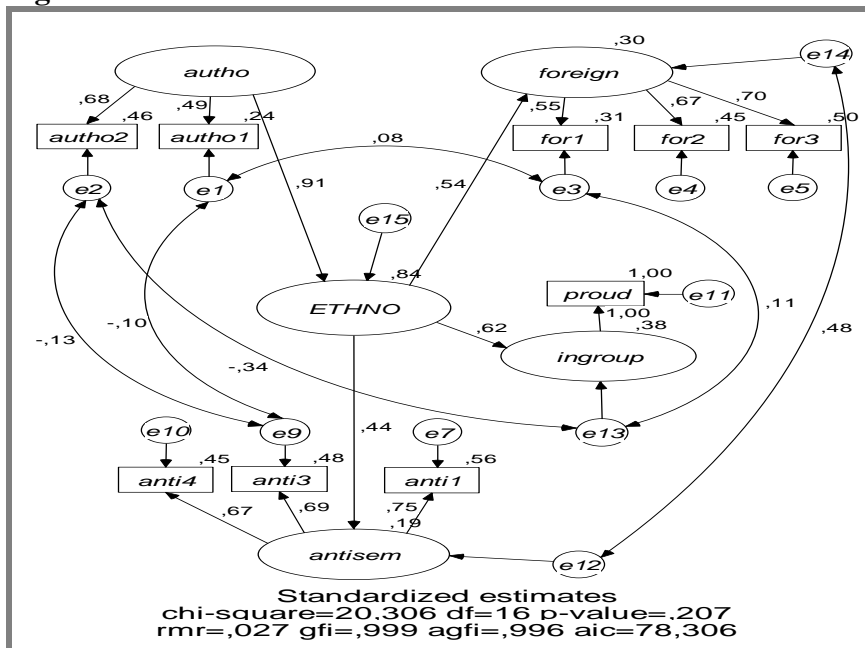 ,30
e14
autho
foreign
,68
,49
,55
,67
,70
,46
,24
,31
,45
,50
autho2
autho1
for1
for2
for3
,08
e2
e1
e3
e4
e5
,91
,54
e15
,84
1,00
ETHNO
proud
e11
,11
1,00
-,13
-,10
,62
,38
,48
ingroup
-,34
e10
e9
,44
e7
e13
,45
,48
,56
anti4
anti3
anti1
,67
,69
,75
,19
antisem
e12
Standardized estimates
chi-square=20,306 df=16 p-value=,207
rmr=,027 gfi=,999 agfi=,996 aic=78,306